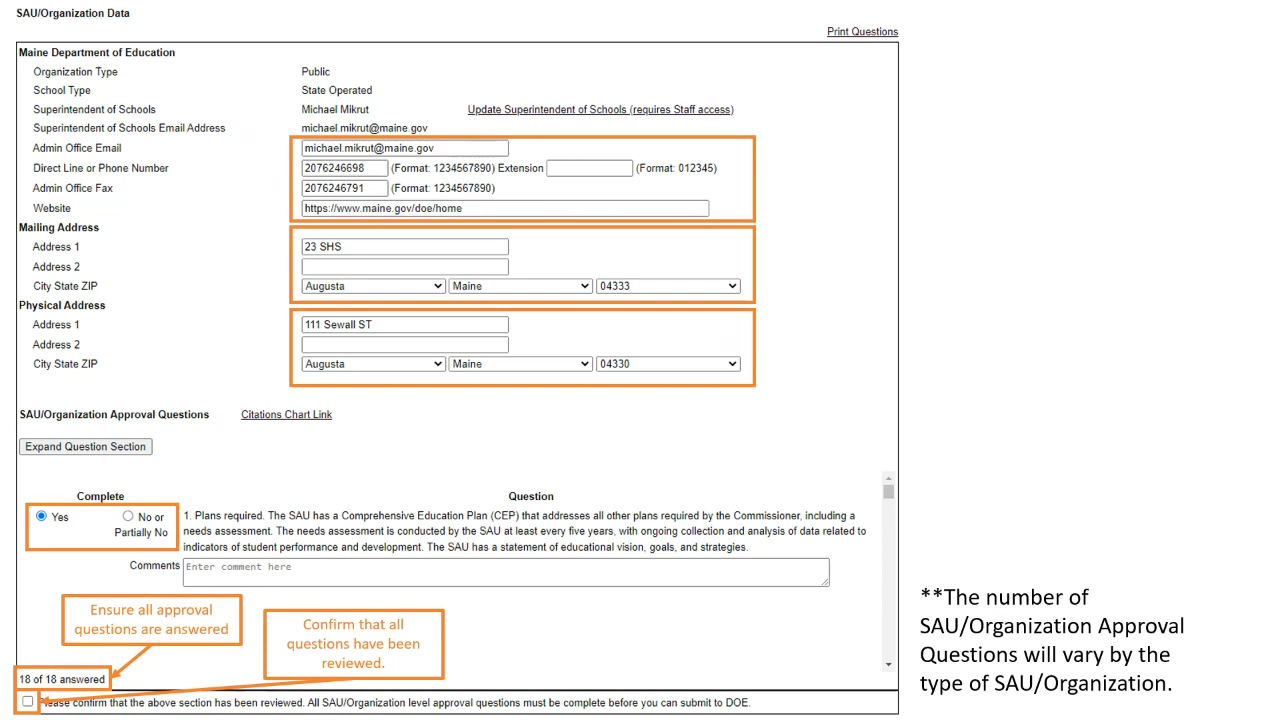 SAU/Organization Data
Print Questions
Maine Department of Education
Organization Type Public
School Type State Operated
Superintendent of Schools Michael Mikrut Update Superintendent of Schools (requires Staff access)
Superintendent of Schools Email Address michael.mikrut@maine.gov
Admin Office Email michael.mikrut@maine.gov
Direct Line or Phone Number 2076246698 (Format: 1234567890) Extension (Format: 012345)
Admin Office Fax 2076246791 (Format: 1234567890)
Website https://www.maine.gov/doe/home
Mailing Address
Address 1 23 SHS
Address 2
City State ZIP Augusta Maine 04333
Physical Address
Address 1 111 Sewall ST
Address 2
City State ZIP Augusta Maine 04330
SAU/Organization Approval Questions Citations Chart Link
Expand Question Section
Complete Question
Yes No or
Partially No
1. Plans required. The SAU has a Comprehensive Education Plan (CEP) that addresses all other plans required by the Commissioner, including a
needs assessment. The needs assessment is conducted by the SAU at least every five years, with ongoing collection and analysis of data related to
indicators of student performance and development. The SAU has a statement of educational vision, goals, and strategies.
Comments Enter comment here
Ensure all approval
questions are answered
Confirm that all
questions have been
reviewed.
18 of 18 answered
Please confirm that the above section has been reviewed. All SAU/Organization level approval questions must be complete before you can submit to DOE.
**The number of
SAU/Organization Approval
Questions will vary by the
type of SAU/Organization.